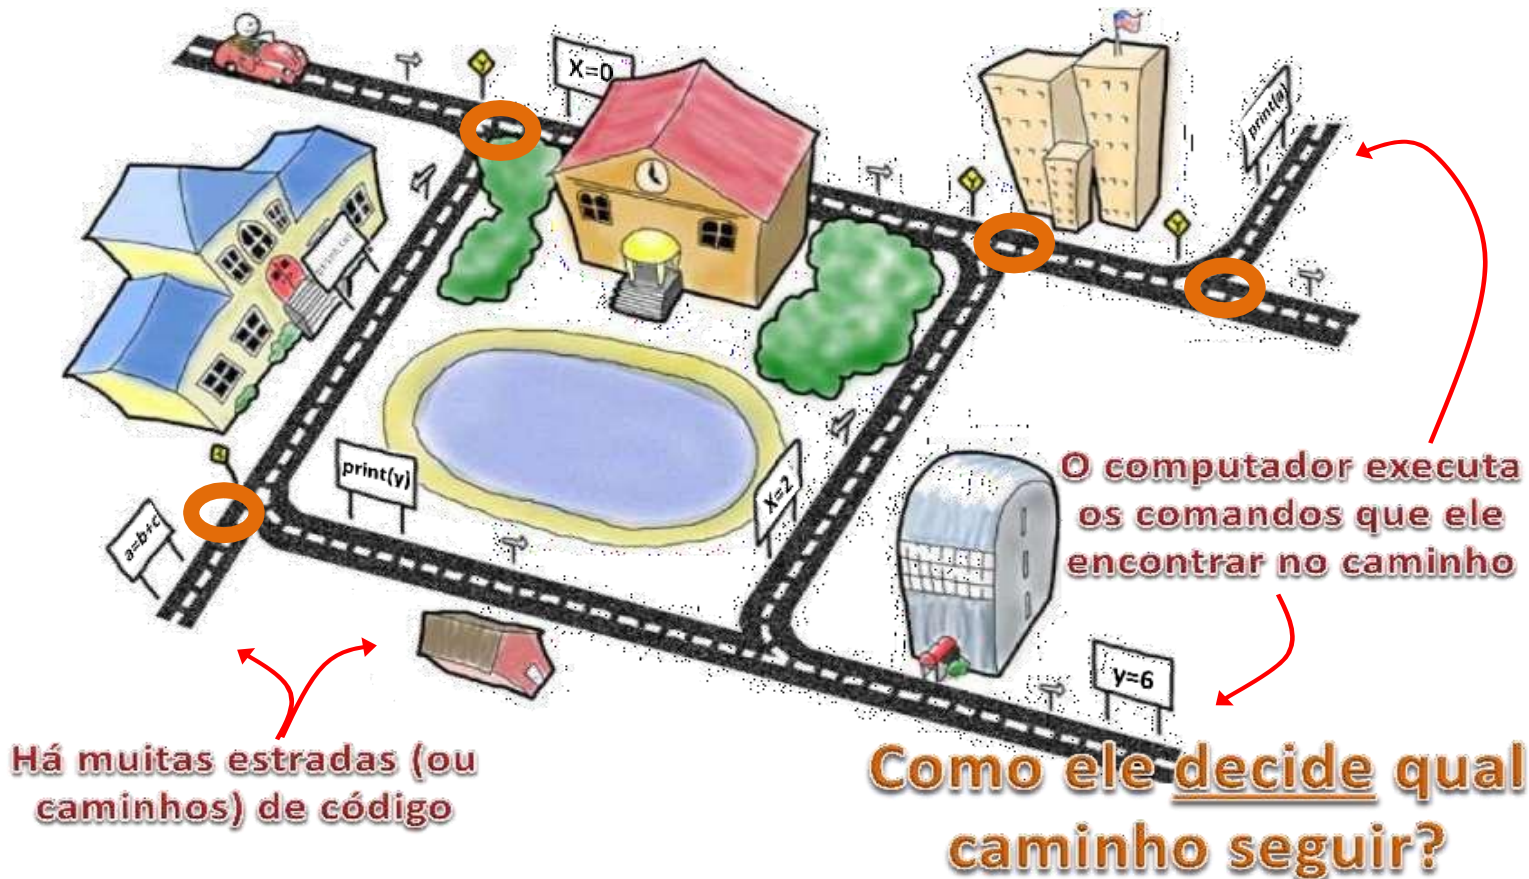 X=0
print(a)
print(y)
X=2
a=b+c
O computador executa
os comandos que ele
encontrar no caminho
y=6
Há muitas estradas (ou
caminhos) de código
Como ele decide qual
caminho seguir?